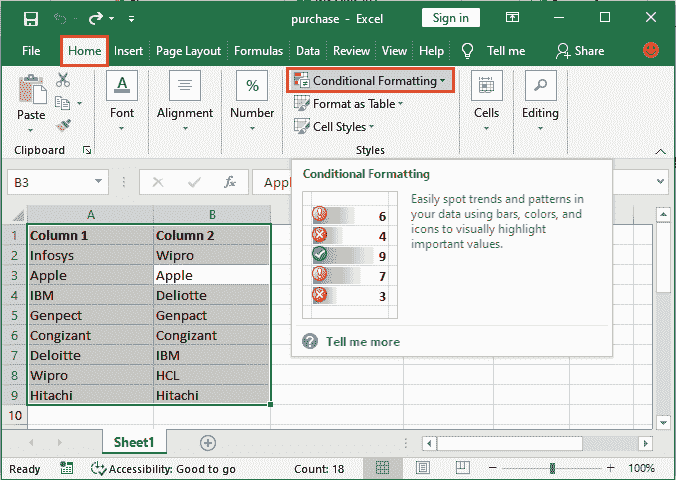 purchase - Excel
Sign in
File Home Insert Page Layout Formulas Data Review View Help Tell me Share
Paste
Clipboard
A
Font
Alignment
%
Number
Conditional Formatting
Format as Table
Cell Styles
Styles
Cells
Editing
B3
fx
Appl
Conditional Formatting
6
4
9
7
3
Easily spot trends and patterns in
your data using bars, colors, and
icons to visually highlight
important values.
Tell me more
A B
1 Column 1 Column 2
2 Infosys Wipro
3 Apple Apple
4 IBM Deliotte
5 Genpect Genpact
6 Congizant Congizant
7 Deloitte IBM
8 Wipro HCL
9 Hitachi Hitachi
10
Sheet1
Ready Accessibility: Good to go Count: 18 100%